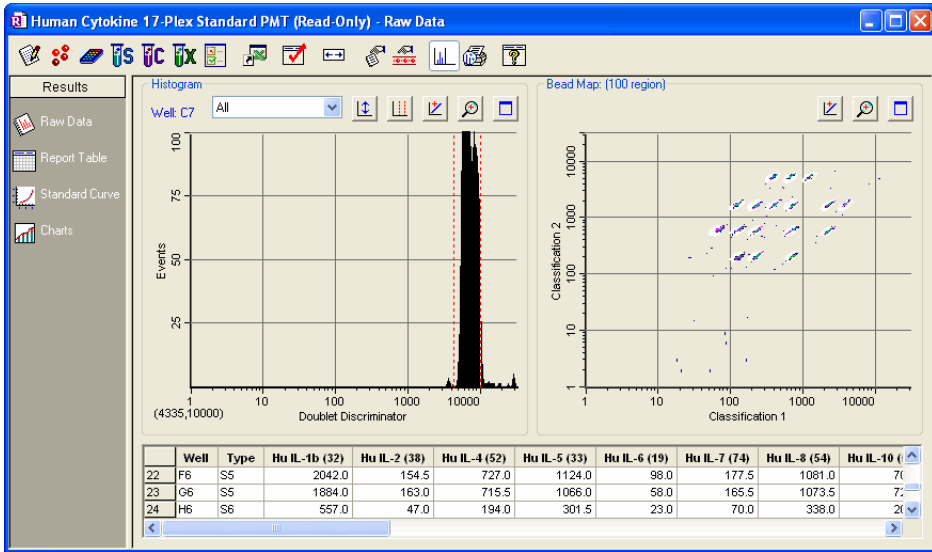 Human Cytokine 17-Plex Standard PMT (Read-Only) - Raw Data
S C X
Results
Raw Data
Report Table
Standard Curve
Charts
Histogram
Well: C7 All
100
75
50
25
Events
1 10 100 1000 10000
(4335,10000) Doublet Discriminator
Bead Map: (100 region)
10000
1000
100
10
1
Classification 2
1 10 100 1000 10000
Classification 1
Well Type Hu IL-1b (32) Hu IL-2 (38) Hu IL-4 (52) Hu IL-5 (33) Hu IL-6 (19) Hu IL-7 (74) Hu IL-8 (54) Hu IL-10
22 F6 S5 2042.0 154.5 727.0 1124.0 98.0 177.5 1081.0
23 G6 S5 1884.0 163.0 715.5 1066.0 58.0 165.5 1073.5
24 H6 S6 557.0 47.0 194.0 301.5 23.0 70.0 338.0